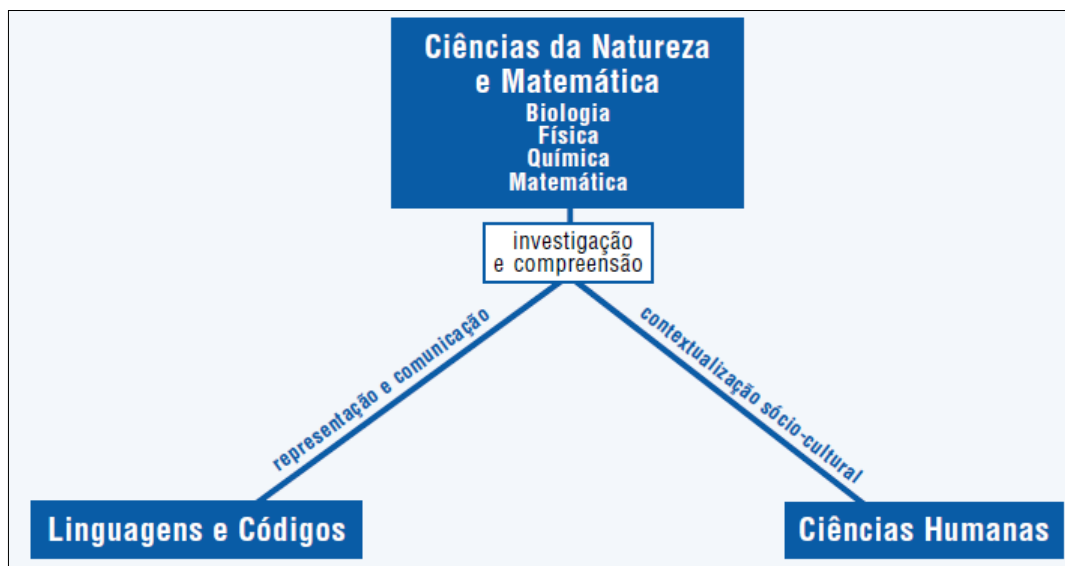 Ciências da Natureza
e Matemática
Biologia
Física
Química
Matemática
investigação
e compreensão
representação e comunicação
contextualização sócio-cultural
Linguagens e Códigos
Ciências Humanas